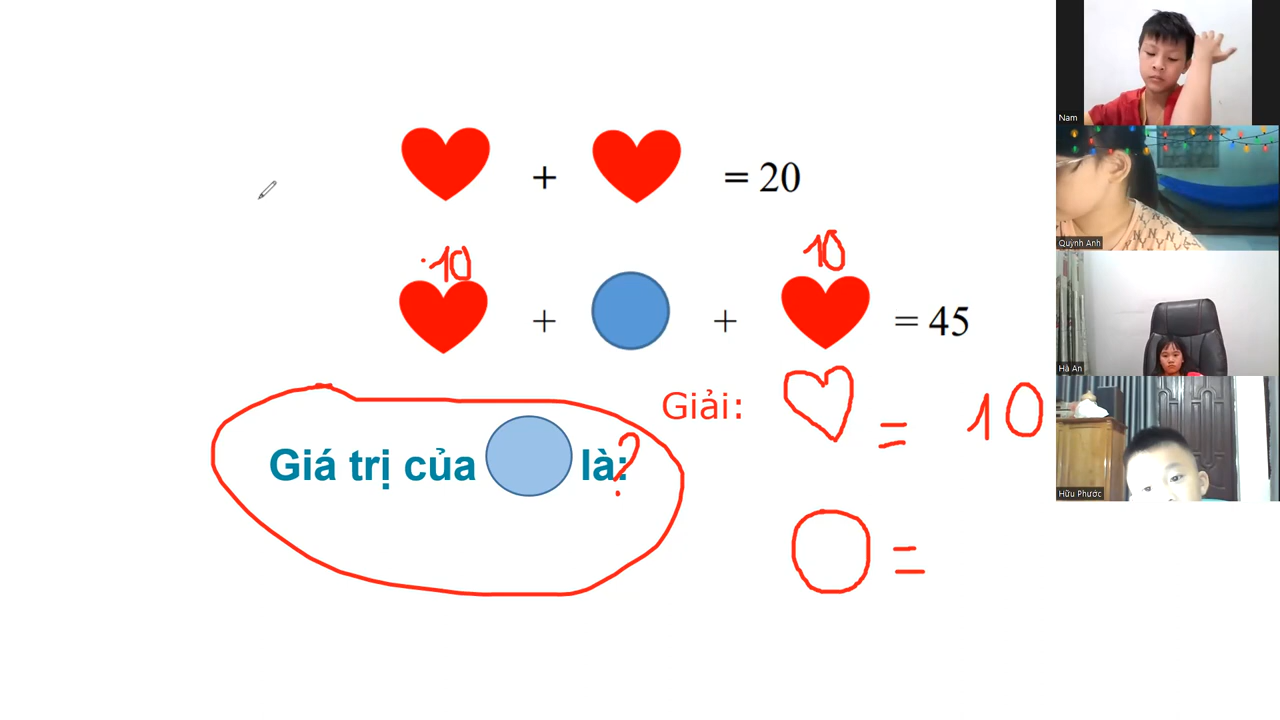 + = 20
10 10
+ + = 45
Giải: = 10
Giá trị của là:?
=
Nam
Quỳnh Anh
Hà An
Hữu Phước